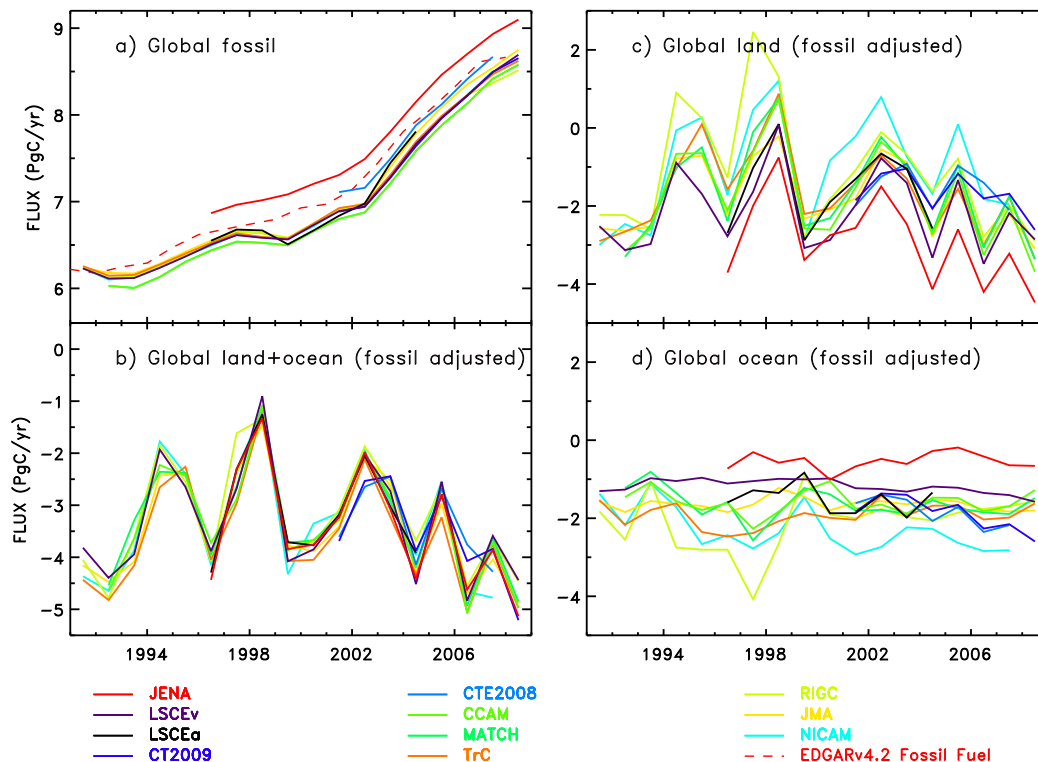 a) Global fossil
9
8
7
6
FLUX (PgC/yr)
c) Global land (fossil adjusted)
2
0
-2
-4
b) Global land+ocean (fossil adjusted)
0
-1
-2
-3
-4
-5
FLUX (PgC/yr)
1994 1998 2002 2006
d) Global ocean (fossil adjusted)
2
0
-2
-4
1994 1998 2002 2006
JENA
LSCEv
LSCEa
CT2009
CTE2008
CCAM
MATCH
TrC
RIGC
JMA
NICAM
EDGARv4.2 Fossil Fuel